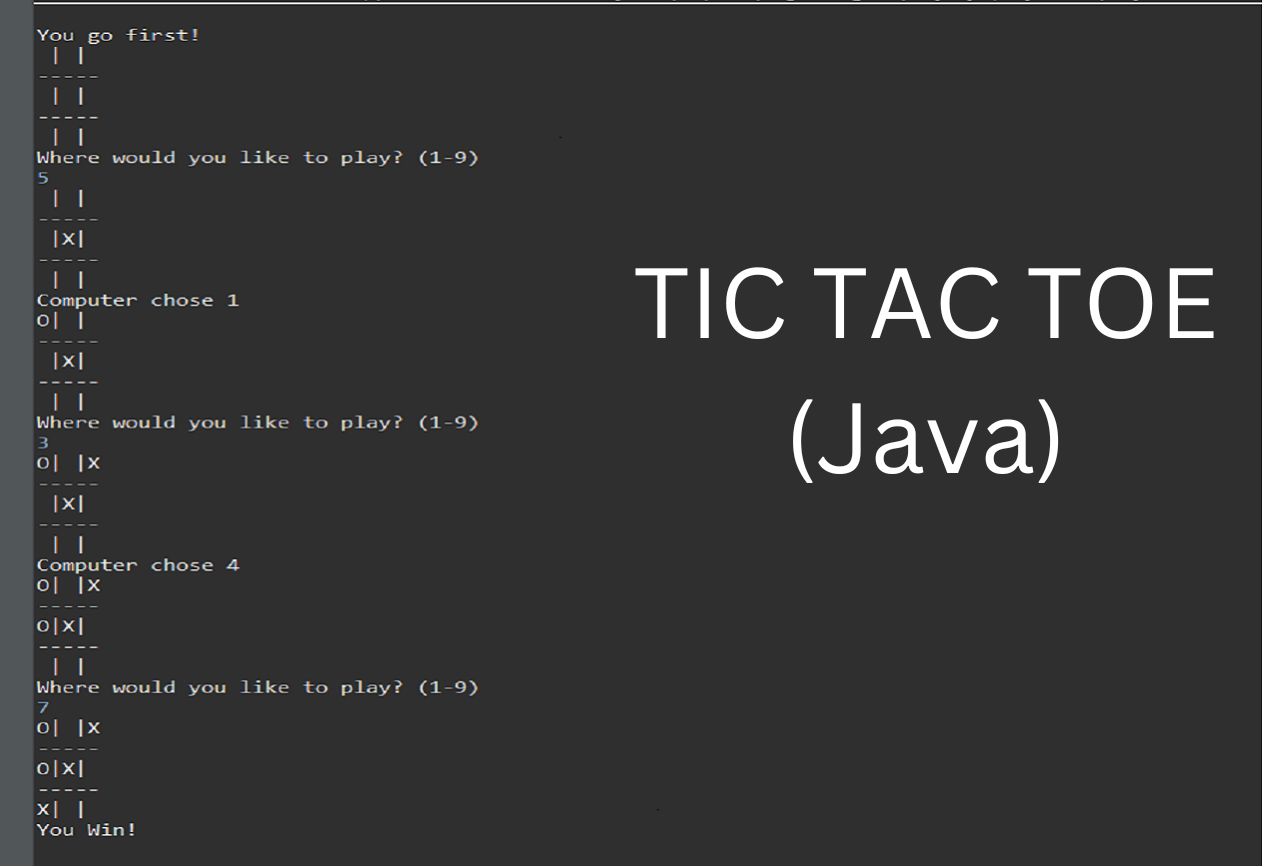 You go first!
 | |
-----
 | |
-----
 | |
Where would you like to play? (1-9)
5
 | |
-----
 |X|
-----
 | |
Computer chose 1
O| |
-----
 |X|
-----
 | |
Where would you like to play? (1-9)
3
O| |X
-----
 |X|
-----
 | |
Computer chose 4
O| |X
-----
O|X|
-----
 | |
Where would you like to play? (1-9)
7
O| |X
-----
O|X|
-----
X| |
You Win!
TIC TAC TOE
(Java)